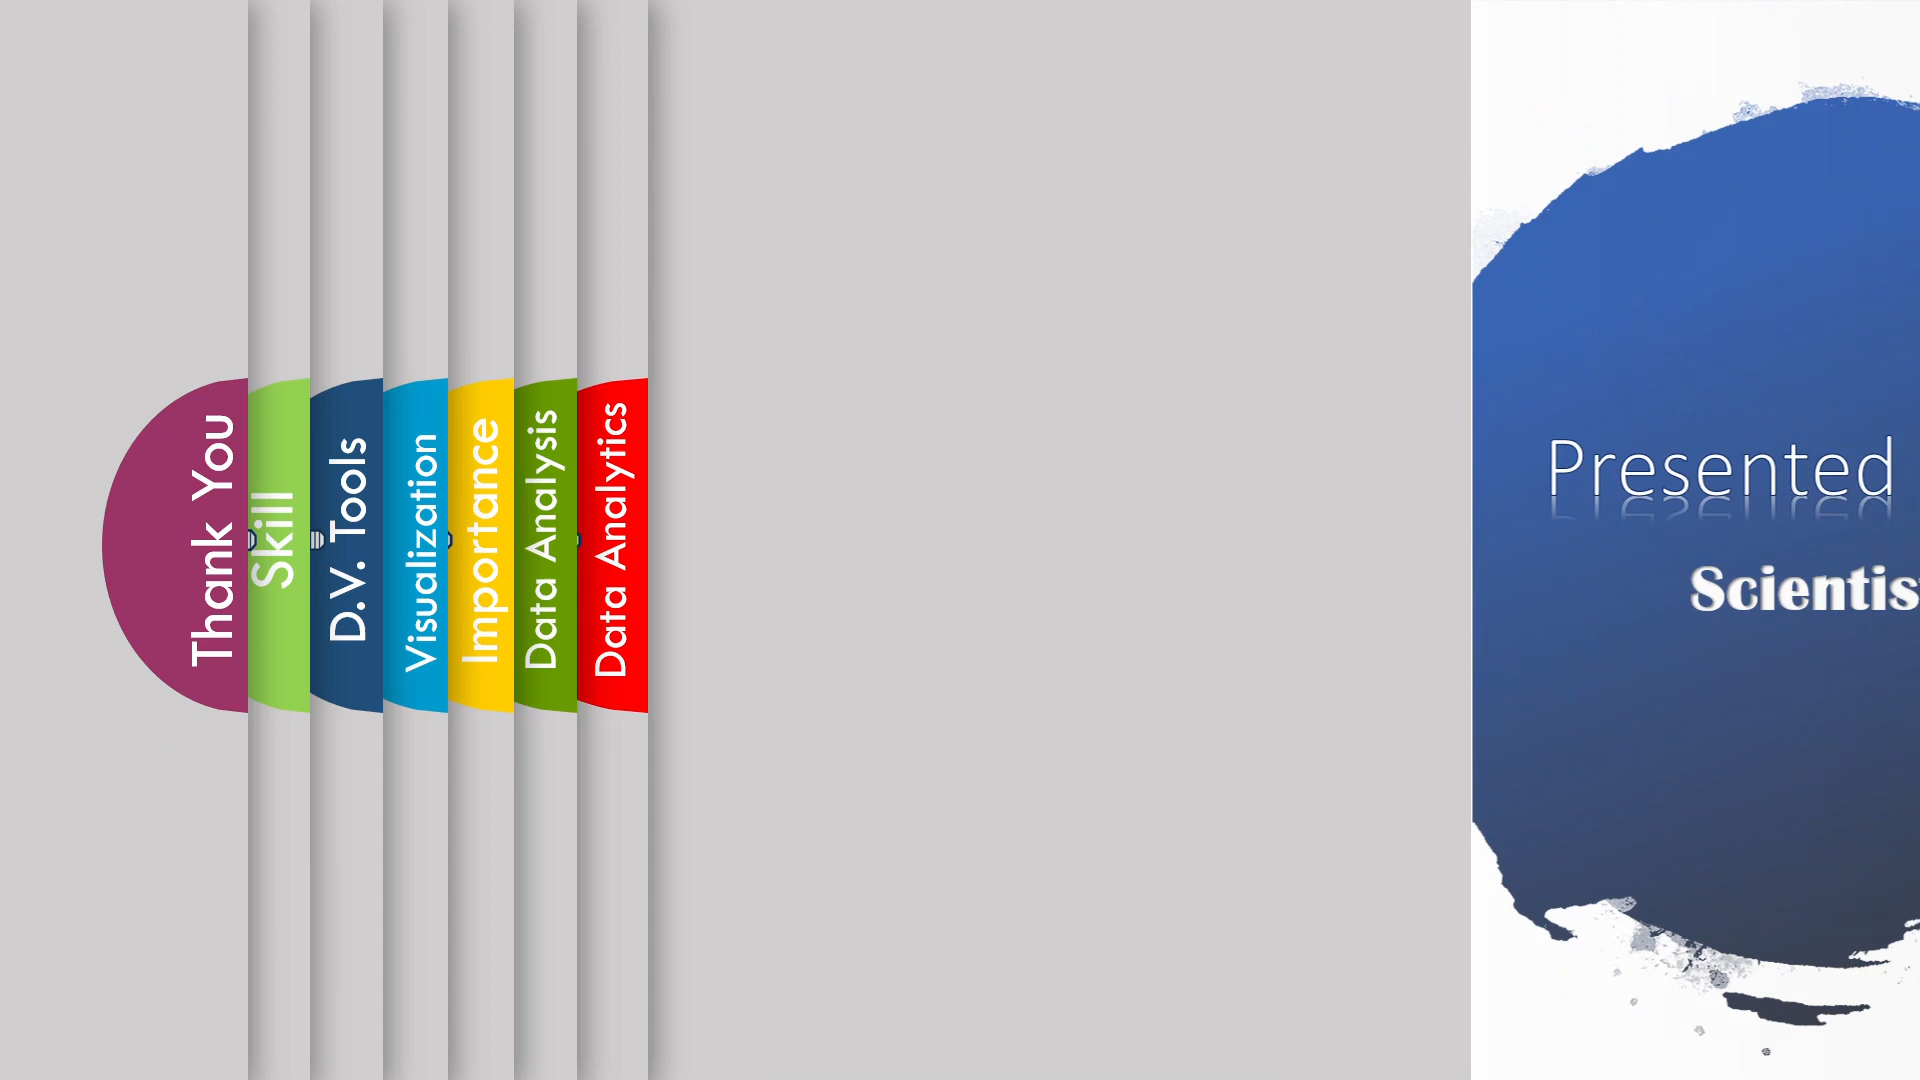 Thank You
Skill
D.V. Tools
Visualization
Importance
Data Analysis
Data Analytics
Presented
Scientis